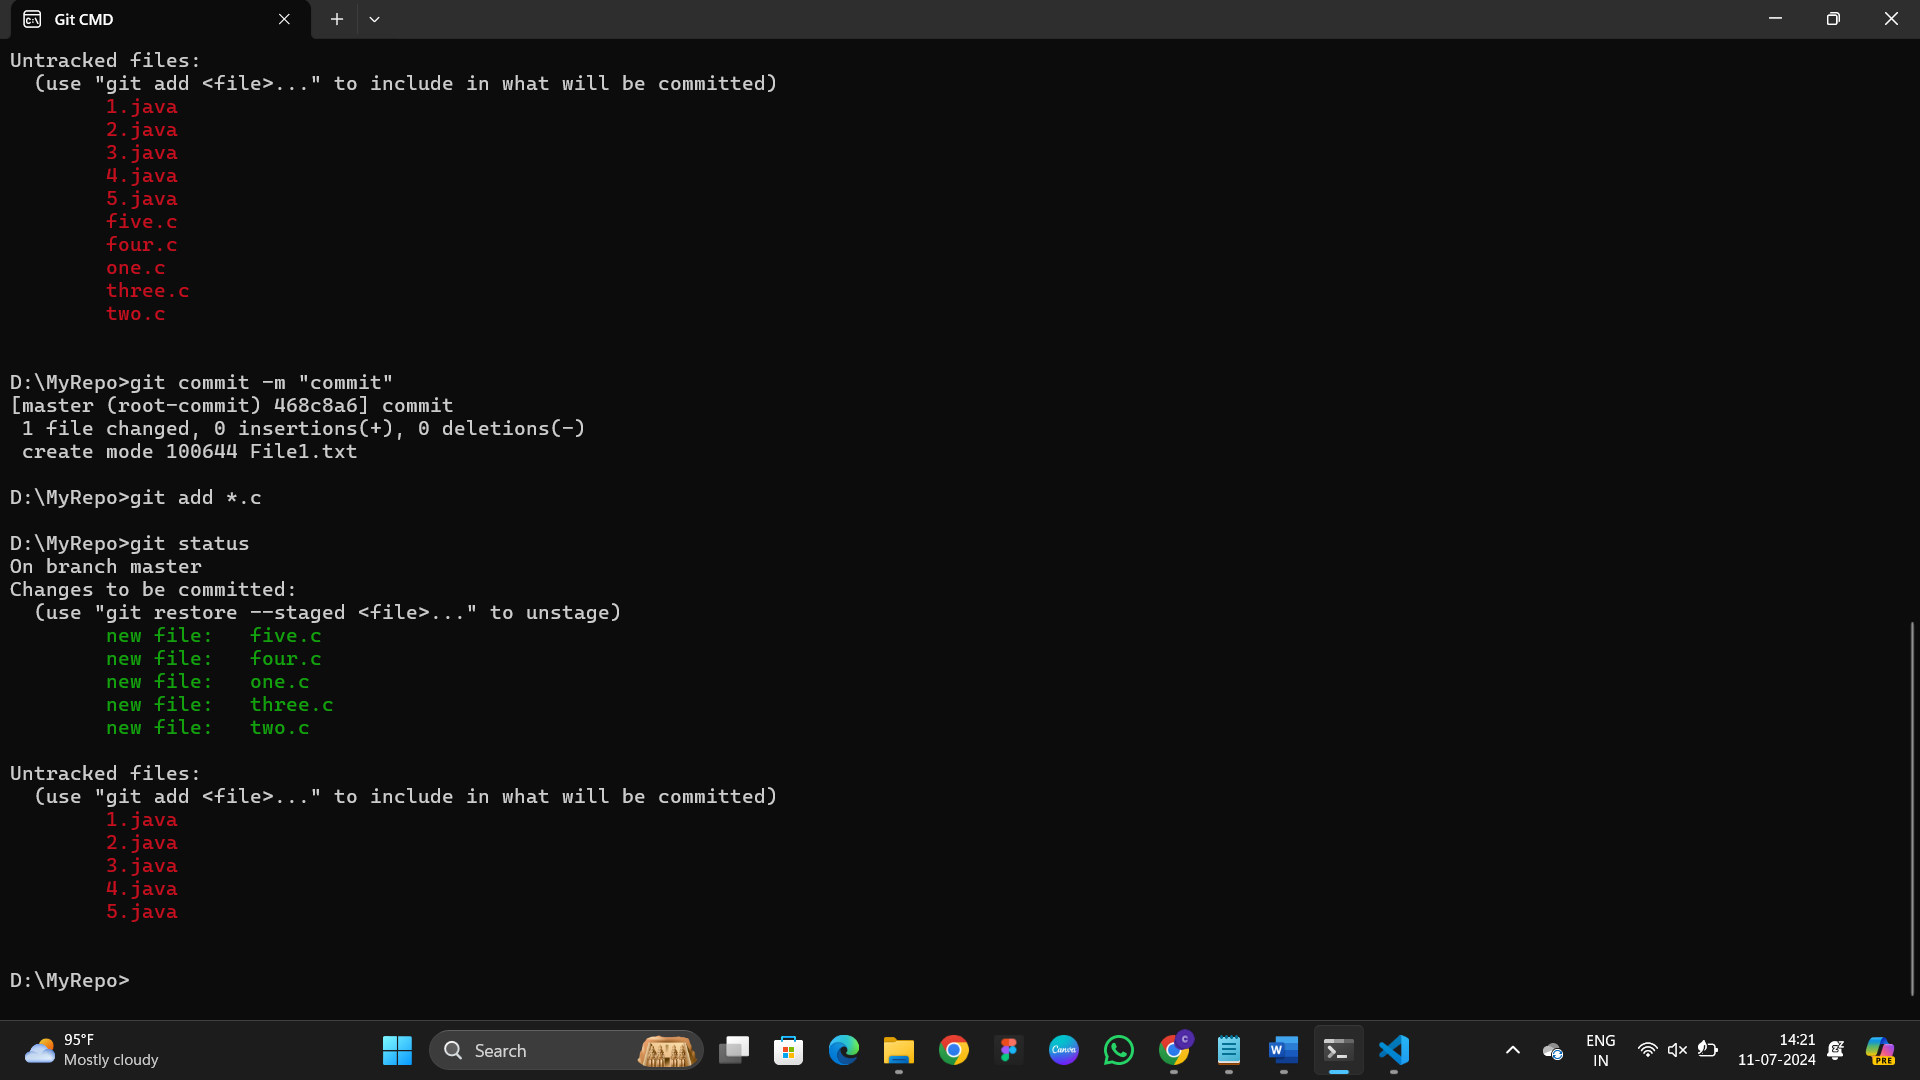 Git CMD
Untracked files:
  (use "git add <file>..." to include in what will be committed)
        1.java
        2.java
        3.java
        4.java
        5.java
        five.c
        four.c
        one.c
        three.c
        two.c
D:\MyRepo>git commit -m "commit"
[master (root-commit) 468c8a6] commit
 1 file changed, 0 insertions(+), 0 deletions(-)
 create mode 100644 File1.txt
D:\MyRepo>git add *.c
D:\MyRepo>git status
On branch master
Changes to be committed:
  (use "git restore --staged <file>..." to unstage)
        new file:   five.c
        new file:   four.c
        new file:   one.c
        new file:   three.c
        new file:   two.c
Untracked files:
  (use "git add <file>..." to include in what will be committed)
        1.java
        2.java
        3.java
        4.java
        5.java
D:\MyRepo>
95°F
Mostly cloudy
Search
Canva
C
W
PRE
ENG
IN
14:21
11-07-2024